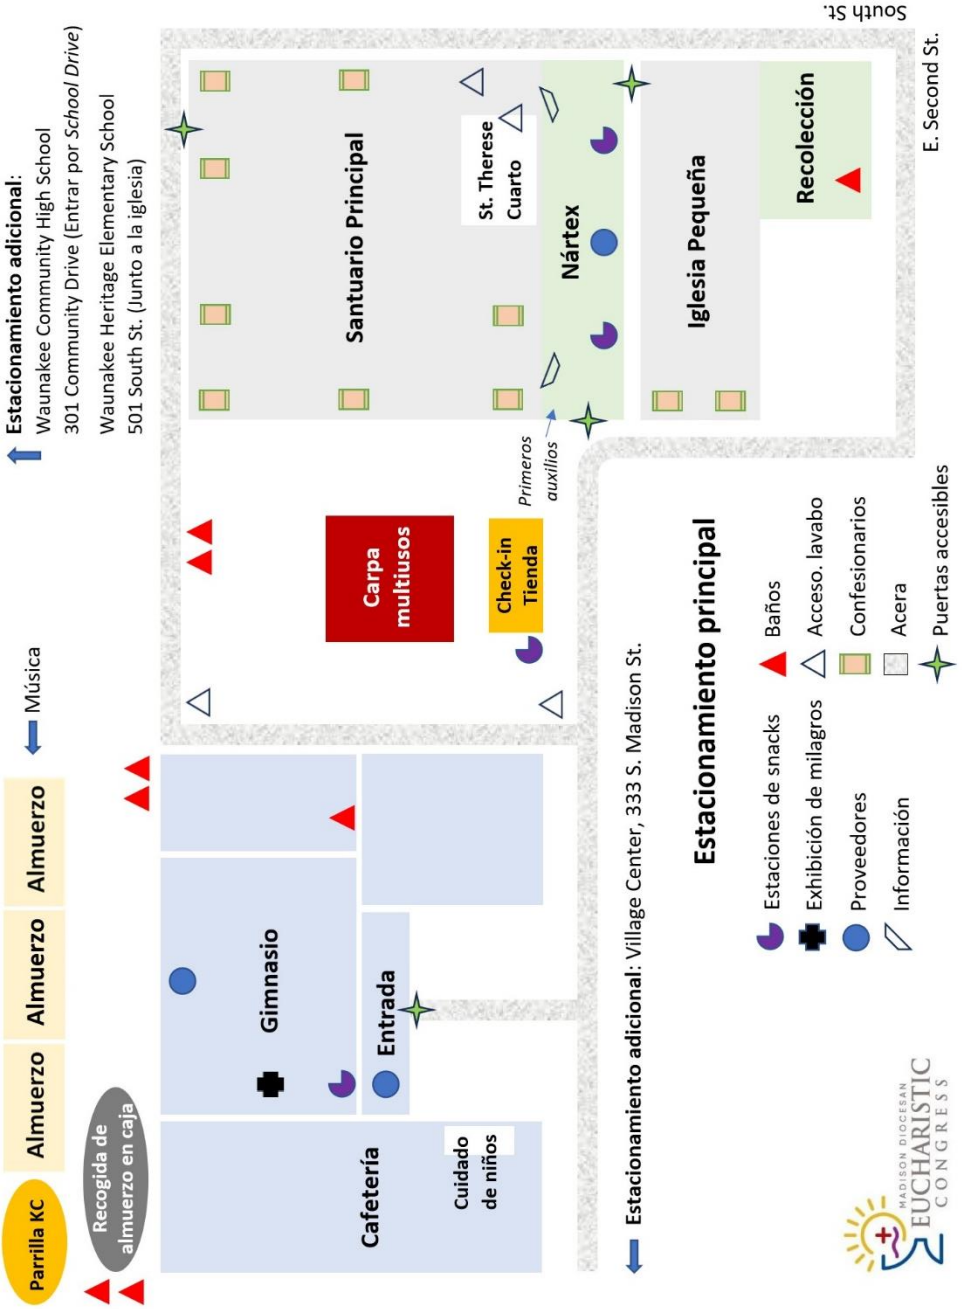 Parrilla KC
Almuerzo
Almuerzo
Almuerzo
Música
Recogida de
almuerzo en caja
Estacionamiento adicional:
Waunakee Community High School
301 Community Drive (Entrar por School Drive)
Waunakee Heritage Elementary School
501 South St. (Junto a la iglesia)
Cafetería
Cuidado
de niños
Gimnasio
Entrada
Carpa
multiusos
Check-in
Tienda
Primeros
auxilios
Santuario Principal
St. Therese
Cuarto
Nártex
Iglesia Pequeña
Recolección
South St.
E. Second St.
Estacionamiento adicional: Village Center, 333 S. Madison St.
Estacionamiento principal
Estaciones de snacks
Exhibición de milagros
Proveedores
Información
Baños
Acceso. lavabo
Confesionarios
Acera
Puertas accesibles
MADISON DIOCESAN
EUCHARISTIC
CONGRESS